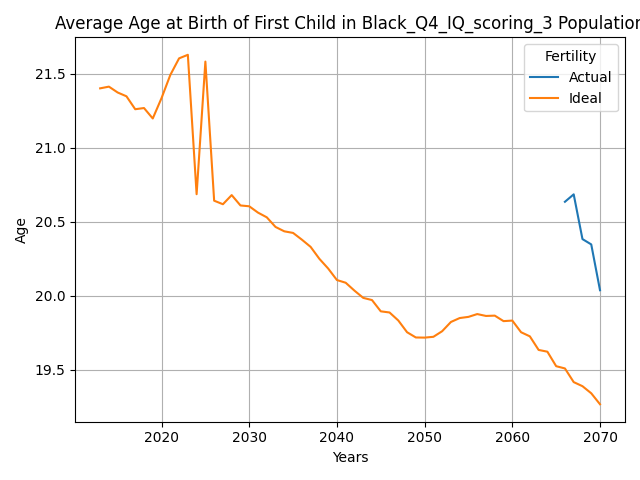 Average Age at Birth of First Child in Black_Q4_IQ_scoring_3 Population
Fertility
Actual
Ideal
21.5
21.0
20.5
20.0
19.5
Age
2020 2030 2040 2050 2060 2070
Years